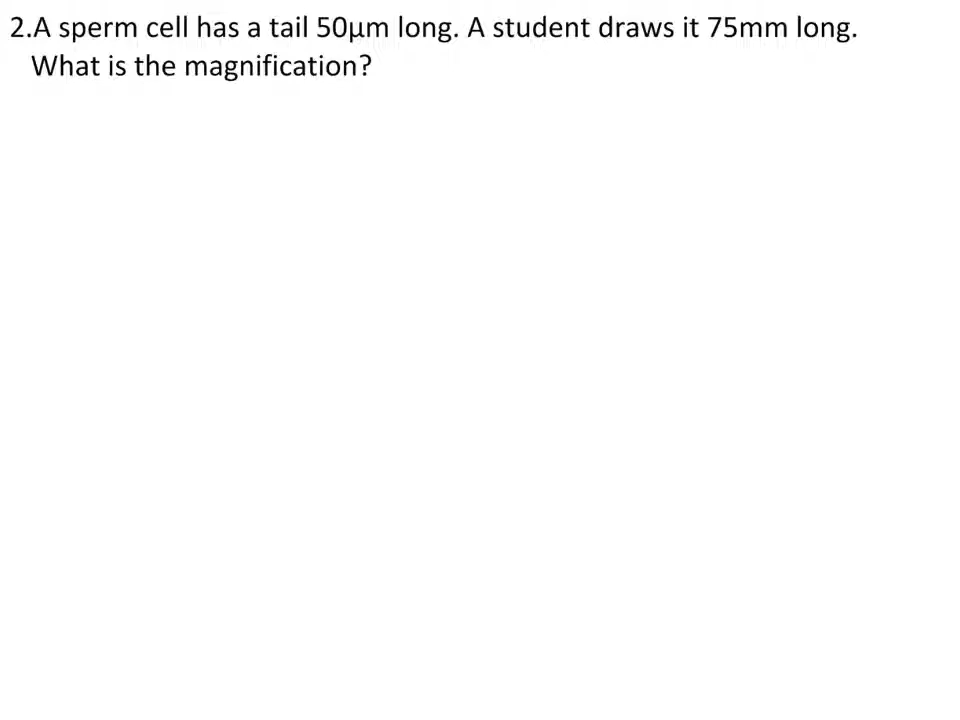 2.A sperm cell has a tail 50µm long. A student draws it 75mm long.
What is the magnification?